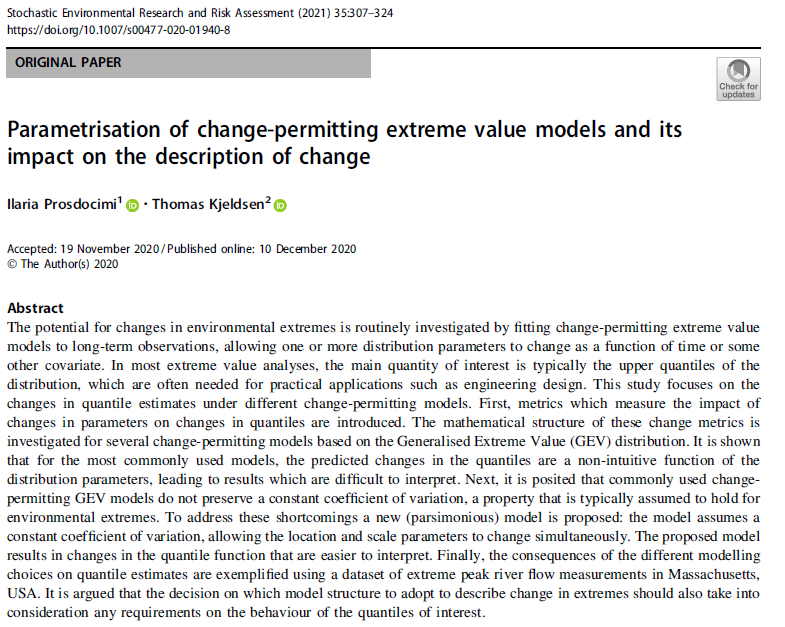 Stochastic Environmental Research and Risk Assessment (2021) 35:307–324
https://doi.org/10.1007/s00477-020-01940-8
ORIGINAL PAPER
Check for
updates
Parametrisation of change-permitting extreme value models and its
impact on the description of change
Ilaria Prosdocimi1 iD · Thomas Kjeldsen2 iD
Accepted: 19 November 2020 / Published online: 10 December 2020
© The Author(s) 2020
Abstract
The potential for changes in environmental extremes is routinely investigated by fitting change-permitting extreme value
models to long-term observations, allowing one or more distribution parameters to change as a function of time or some
other covariate. In most extreme value analyses, the main quantity of interest is typically the upper quantiles of the
distribution, which are often needed for practical applications such as engineering design. This study focuses on the
changes in quantile estimates under different change-permitting models. First, metrics which measure the impact of
changes in parameters on changes in quantiles are introduced. The mathematical structure of these change metrics is
investigated for several change-permitting models based on the Generalised Extreme Value (GEV) distribution. It is shown
that for the most commonly used models, the predicted changes in the quantiles are a non-intuitive function of the
distribution parameters, leading to results which are difficult to interpret. Next, it is posited that commonly used change-
permitting GEV models do not preserve a constant coefficient of variation, a property that is typically assumed to hold for
environmental extremes. To address these shortcomings a new (parsimonious) model is proposed: the model assumes a
constant coefficient of variation, allowing the location and scale parameters to change simultaneously. The proposed model
results in changes in the quantile function that are easier to interpret. Finally, the consequences of the different modelling
choices on quantile estimates are exemplified using a dataset of extreme peak river flow measurements in Massachusetts,
USA. It is argued that the decision on which model structure to adopt to describe change in extremes should also take into
consideration any requirements on the behaviour of the quantiles of interest.